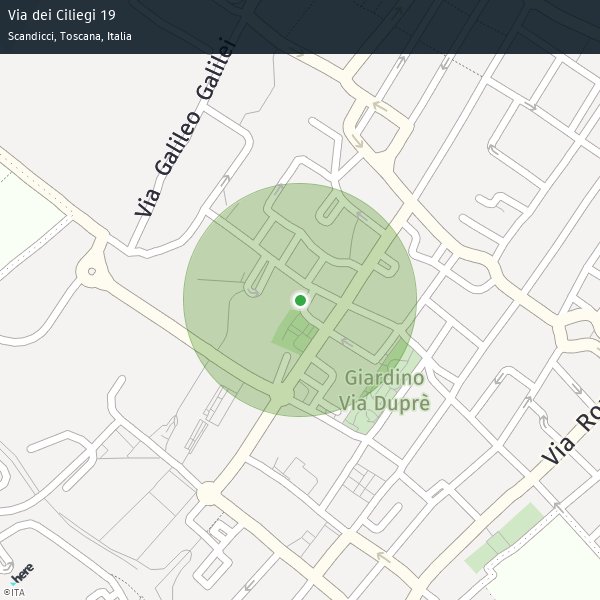 Via dei Ciliegi 19
Scandicci, Toscana, Italia
Via Galileo Galilei
Giardino
Via Duprè
Via Ro
here
©ITA